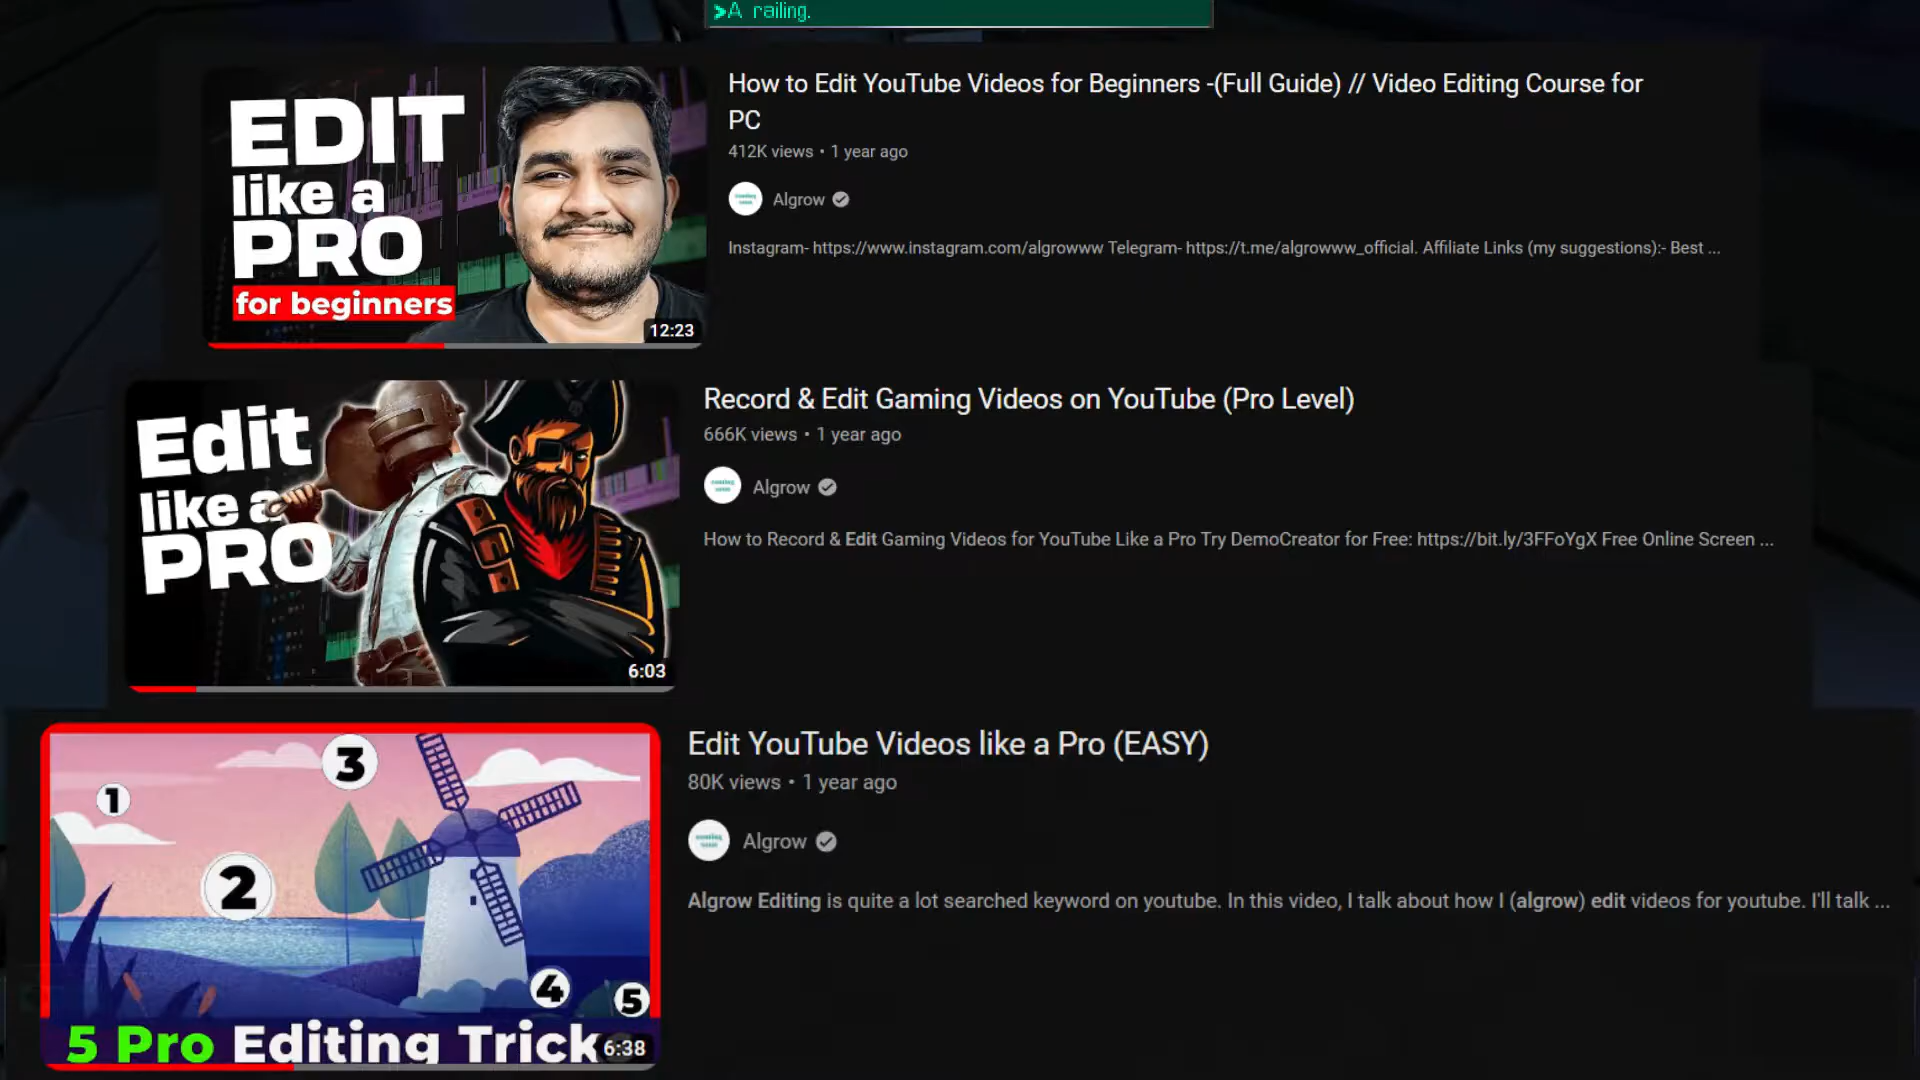 >A railing.
EDIT
like a
PRO
for beginners
12:23
How to Edit YouTube Videos for Beginners -(Full Guide) // Video Editing Course for
PC
412K views • 1 year ago
Algrow
Instagram- https://www.instagram.com/algrowww Telegram- https://t.me/algrowww_official. Affiliate Links (my suggestions):- Best ...
Edit
like a
PRO
6:03
Record & Edit Gaming Videos on YouTube (Pro Level)
666K views • 1 year ago
Algrow
How to Record & Edit Gaming Videos for YouTube Like a Pro Try DemoCreator for Free: https://bit.ly/3FFoYgX Free Online Screen ...
1
3
2
4
5
5 Pro Editing Trick
6:38
Edit YouTube Videos like a Pro (EASY)
80K views • 1 year ago
Algrow
Algrow Editing is quite a lot searched keyword on youtube. In this video, I talk about how I (algrow) edit videos for youtube. I'll talk ...